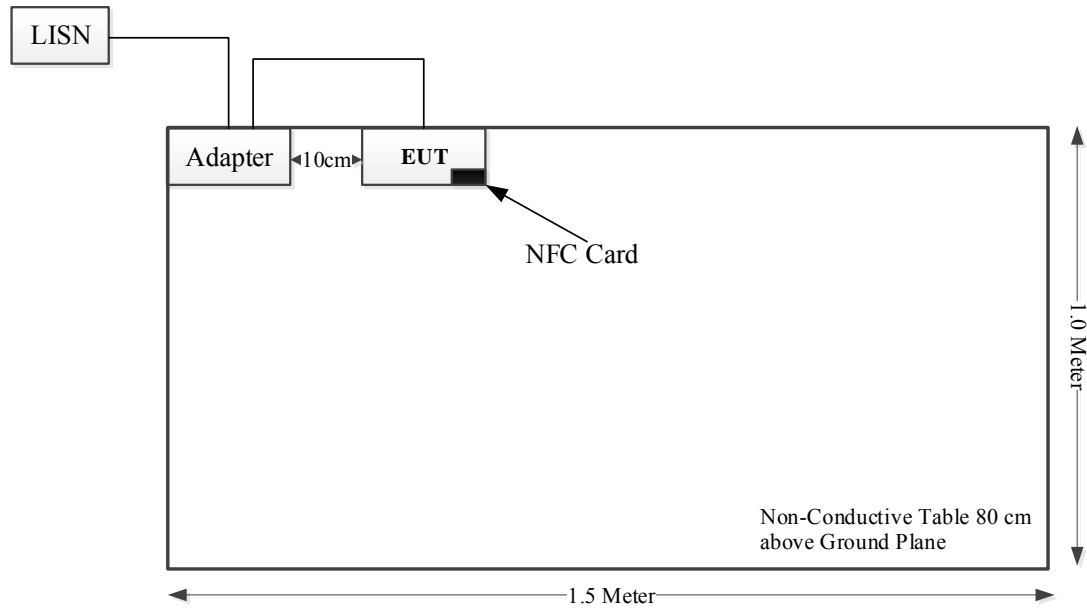 LISN
Adapter
10cm
EUT
NFC Card
1.0 Meter
Non-Conductive Table 80 cm
above Ground Plane
1.5 Meter